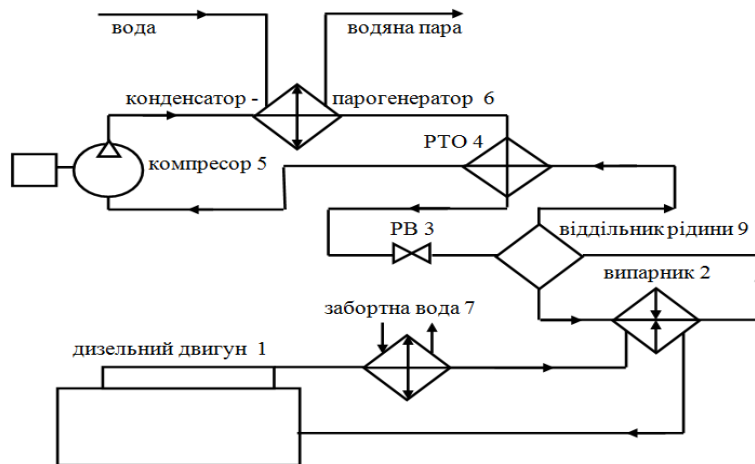 вода
водяна пара
конденсатор - парогенератор 6
РТО 4
компресор 5
РВ 3
віддільник рідини 9
випарник 2
забортна вода 7
дизельний двигун 1